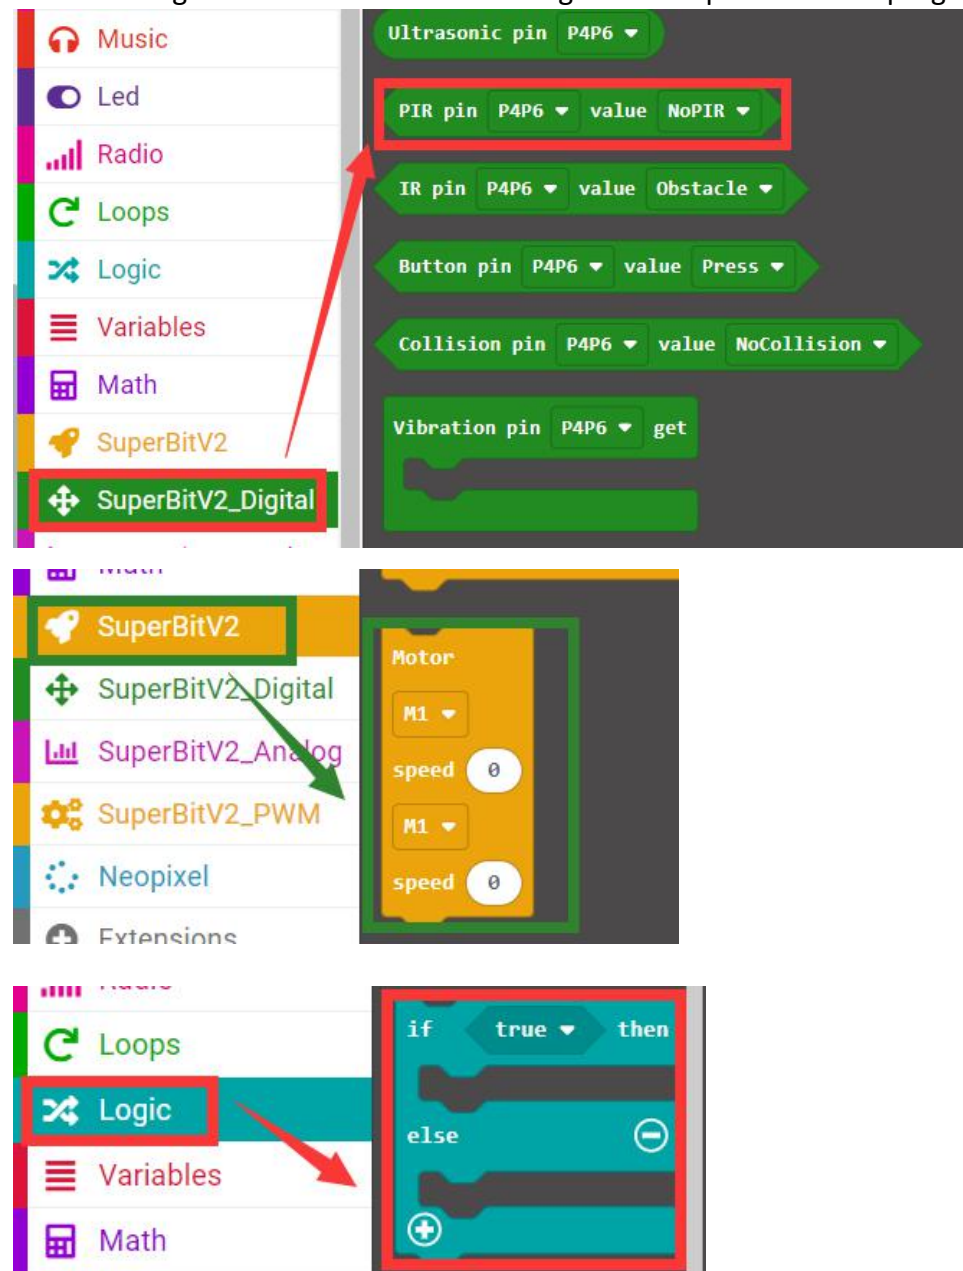 Music
Led
Radio
Loops
Logic
Variables
Math
SuperBitV2
SuperBitV2_Digital
Ultrasonic pin P4P6
PIR pin P4P6 value NoPIR
IR pin P4P6 value Obstacle
Button pin P4P6 value Press
Collision pin P4P6 value NoCollision
Vibration pin P4P6 get
Math
SuperBitV2
SuperBitV2_Digital
SuperBitV2_Analog
SuperBitV2_PWM
Neopixel
Extensions
Motor
M1
speed 0
M1
speed 0
Radio
Loops
Logic
Variables
Math
if true then
else